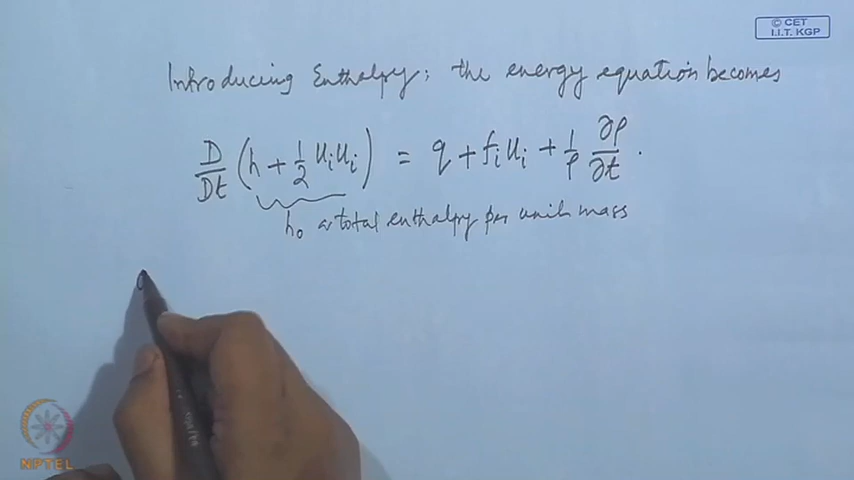 © CET
I.I.T. KGP
Introducing Enthalpy; the energy equation becomes
D/Dt (h + 1/2 uᵢuᵢ) = q + fᵢuᵢ + 1/ρ ∂p/∂t .
h₀ → total enthalpy per unit mass
NPTEL